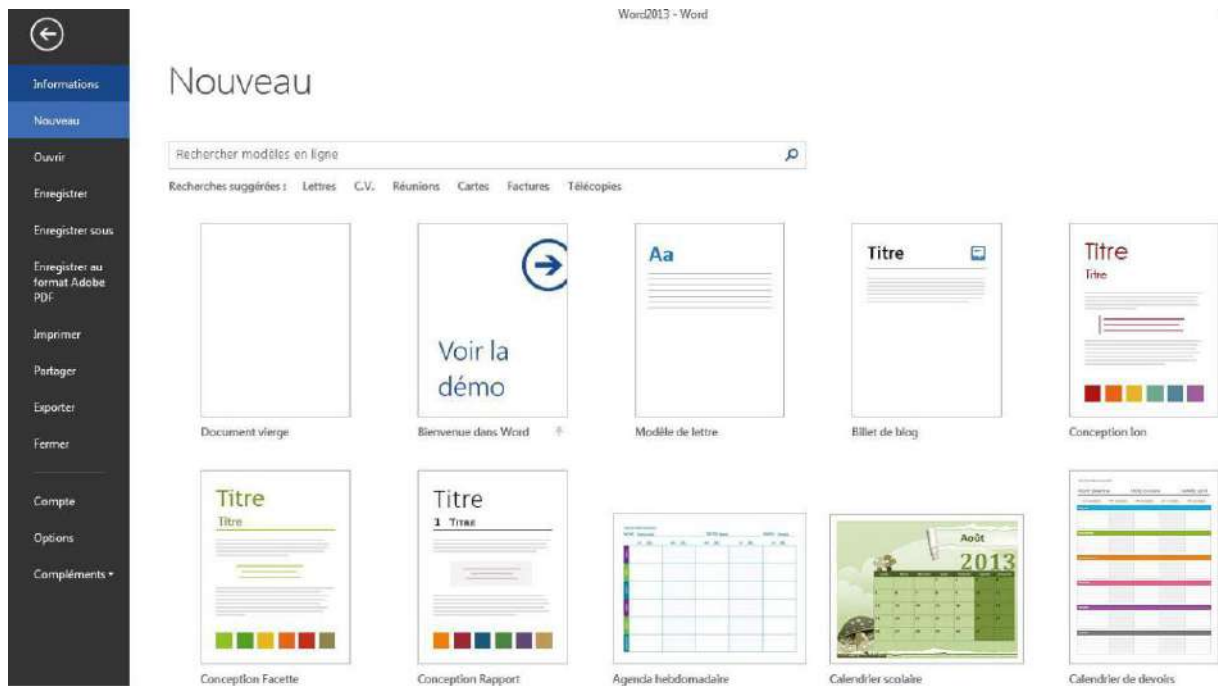 Word2013 - Word
Informations
Nouveau
Ouvrir
Enregistrer
Enregistrer sous
Enregistrer au
format Adobe
PDF
Imprimer
Partager
Exporter
Fermer
Compte
Options
Compléments
Nouveau
Rechercher modèles en ligne
Recherches suggérées : Lettres C.V. Réunions Cartes Factures Télécopies
Voir la
démo
Aa
Titre
Titre
Titre
Document vierge
Bienvenue dans Word
Modèle de lettre
Billet de blog
Conception Ion
Titre
Titre
Titre
1 Titre
Août
2013
Conception Facette
Conception Rapport
Agenda hebdomadaire
Calendrier scolaire
Calendrier de devoirs